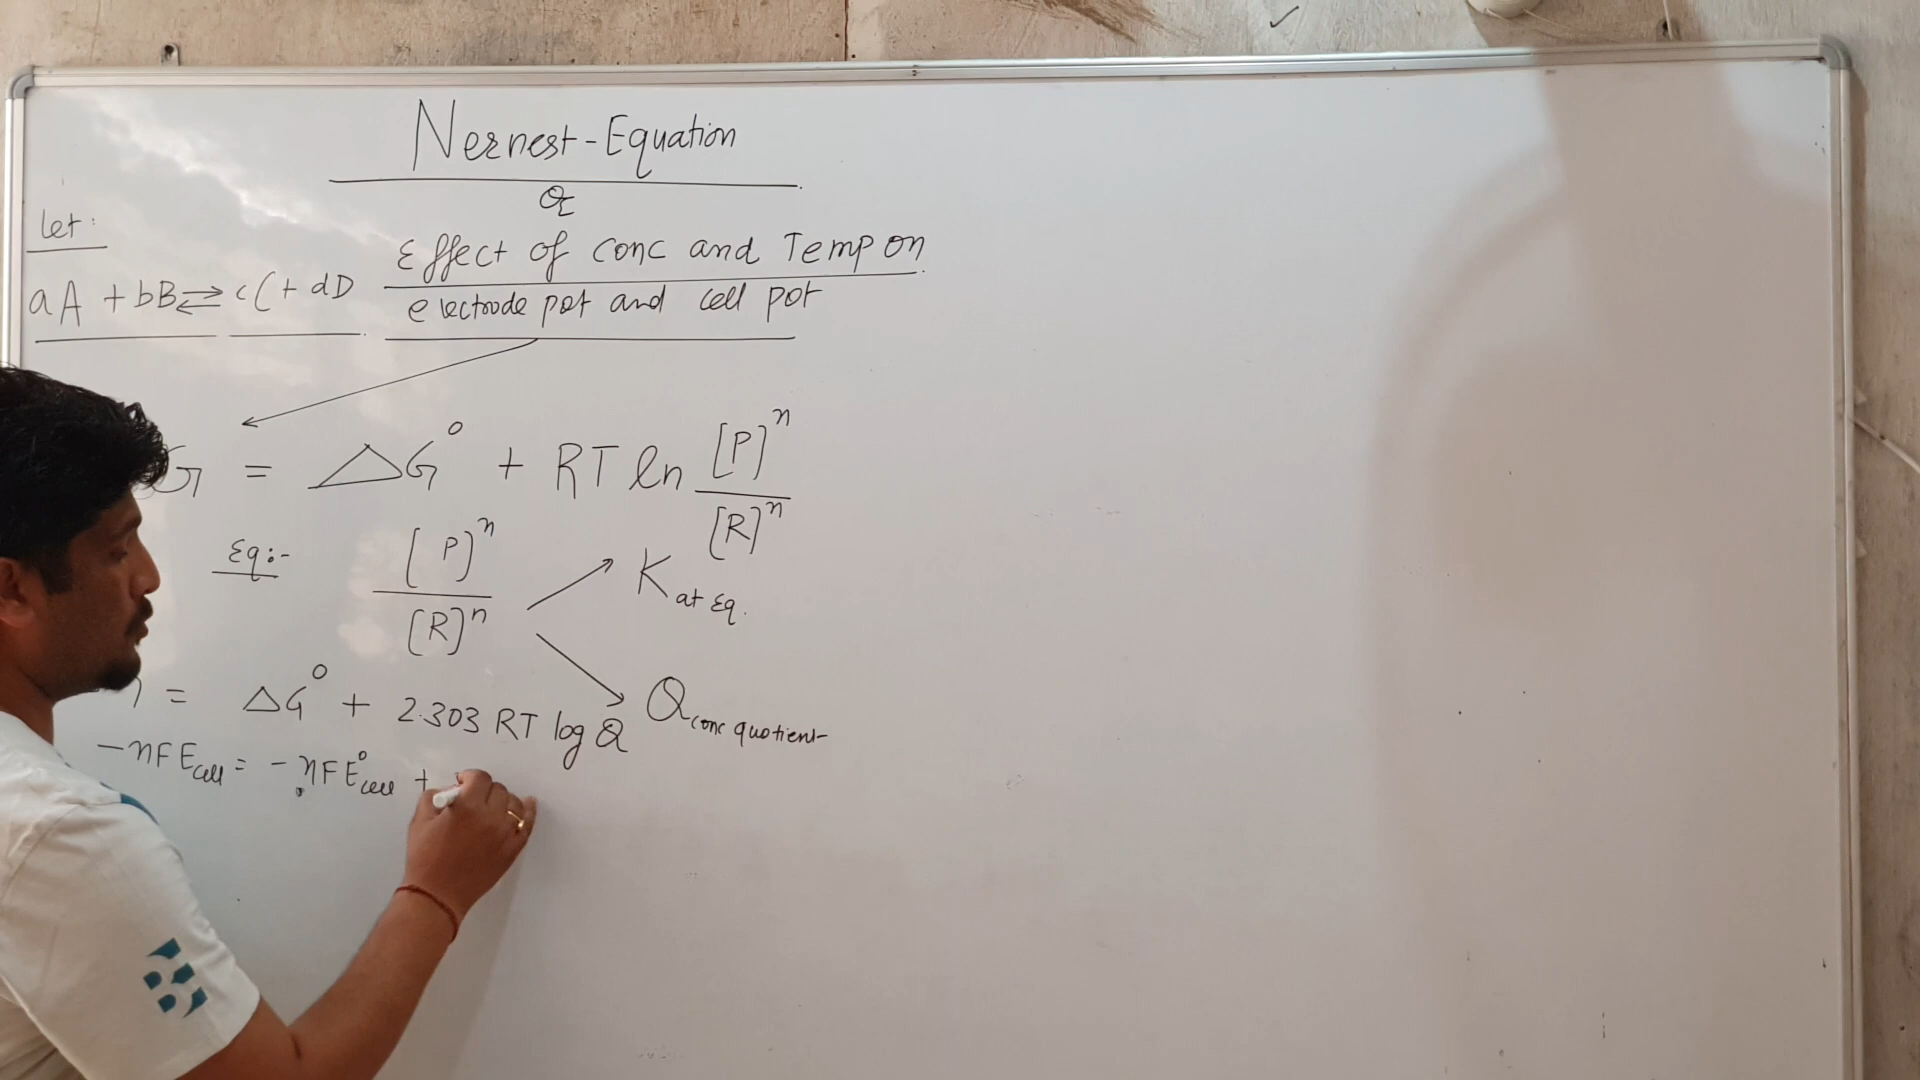 Nernest-Equation
Or
Let:
Effect of conc and Temp on
aA + bB ⇌ cC + dD
electrode pot and cell pot
G = △G° + RT ln [P]^n / [R]^n
Eq:- [P]^n / [R]^n
K at Eq.
Q conc quotient
= △G° + 2.303 RT log Q
-nFEcell = -nFE°cell +